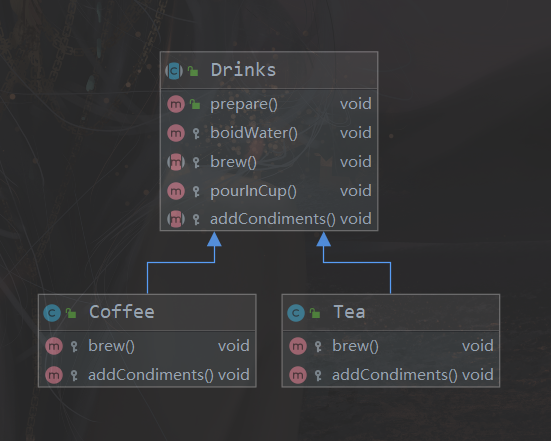 Drinks
prepare() void
boidWater() void
brew() void
pourInCup() void
addCondiments() void
Coffee
brew() void
addCondiments() void
Tea
brew() void
addCondiments() void